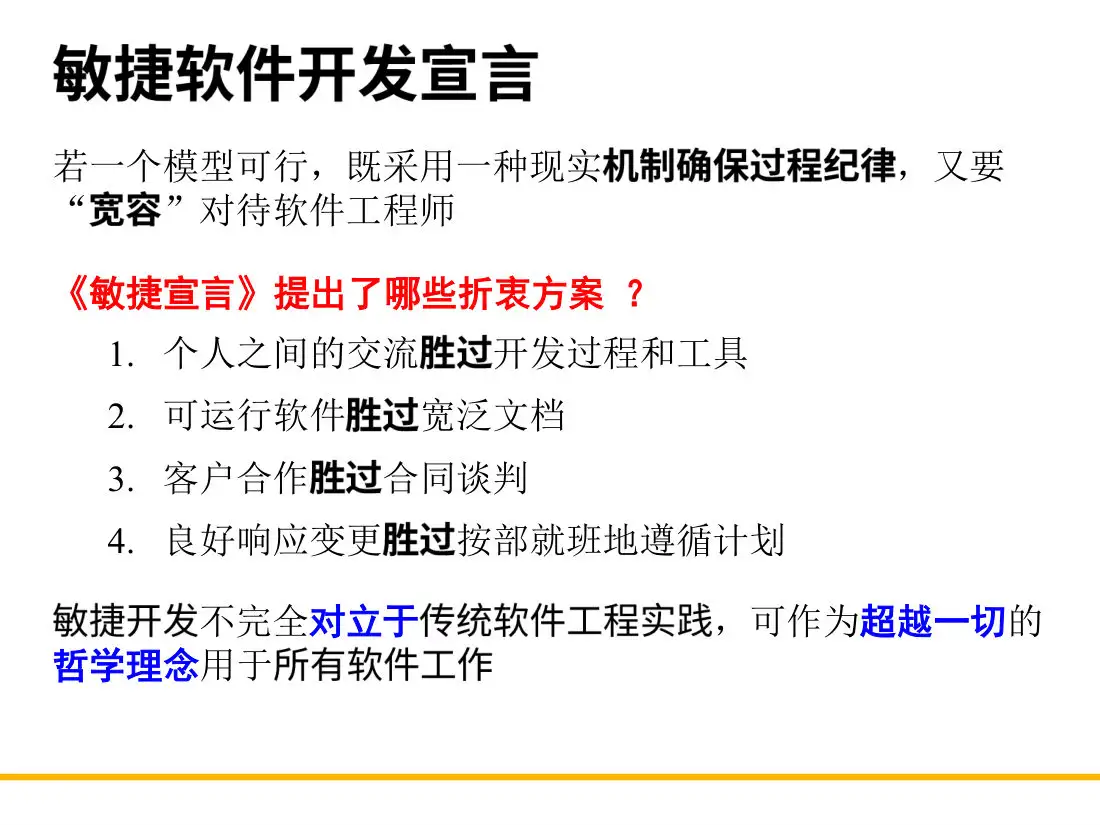 敏捷软件开发宣言
若一个模型可行，既采用一种现实机制确保过程纪律，又要
“宽容”对待软件工程师
《敏捷宣言》提出了哪些折衷方案 ？
1. 个人之间的交流胜过开发过程和工具
2. 可运行软件胜过宽泛文档
3. 客户合作胜过合同谈判
4. 良好响应变更胜过按部就班地遵循计划
敏捷开发不完全对立于传统软件工程实践，可作为超越一切的
哲学理念用于所有软件工作